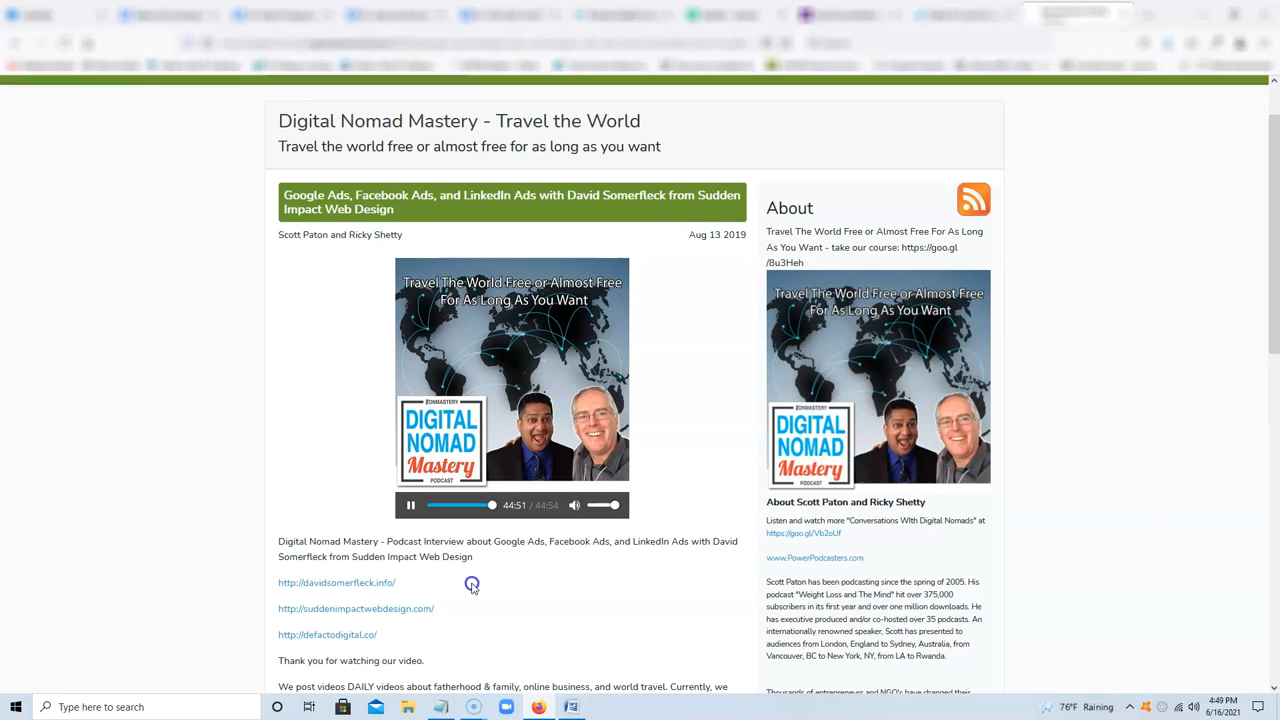 Digital Nomad Mastery - Travel the World
Travel the world free or almost free for as long as you want
Google Ads, Facebook Ads, and LinkedIn Ads with David Somerfleck from Sudden
Impact Web Design
Scott Paton and Ricky Shetty
Aug 13 2019
Travel The World Free or Almost Free
For As Long As You Want
#DNMASTERY
DIGITAL
NOMAD
Mastery
PODCAST
44:51 / 44:54
Digital Nomad Mastery - Podcast Interview about Google Ads, Facebook Ads, and LinkedIn Ads with David
Somerfleck from Sudden Impact Web Design
http://davidsomerfleck.info/
http://suddenimpactwebdesign.com/
http://defactodigital.co/
Thank you for watching our video.
We post videos DAILY videos about fatherhood & family, online business, and world travel. Currently, we
About
Travel The World Free or Almost Free For As Long
As You Want - take our course: https://goo.gl
/8u3Heh
Travel The World Free or Almost Free
For As Long As You Want
#DNMASTERY
DIGITAL
NOMAD
Mastery
PODCAST
About Scott Paton and Ricky Shetty
Listen and watch more "Conversations WIth Digital Nomads" at
https://goo.gl/Vb2oUf
www.PowerPodcasters.com
Scott Paton has been podcasting since the spring of 2005. His
podcast "Weight Loss and The Mind" hit over 375,000
subscribers in its first year and over one million downloads. He
has executive produced and/or co-hosted over 35 podcasts. An
internationally renowned speaker, Scott has presented to
audiences from London, England to Sydney, Australia, from
Vancouver, BC to New York, NY, from LA to Rwanda.
Thousands of entrepreneurs and NGO's have changed their
Type here to search
76°F Raining
4:49 PM
6/16/2021